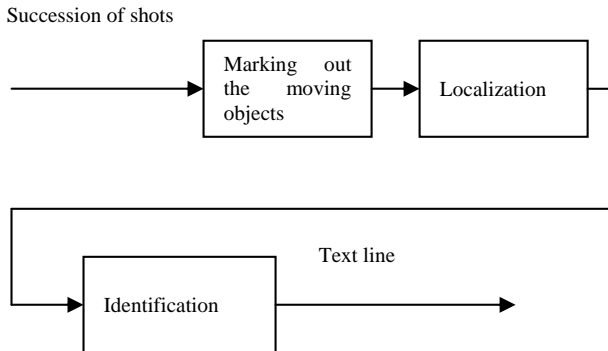 Succession of shots
Marking out
the moving
objects
Localization
Text line
Identification